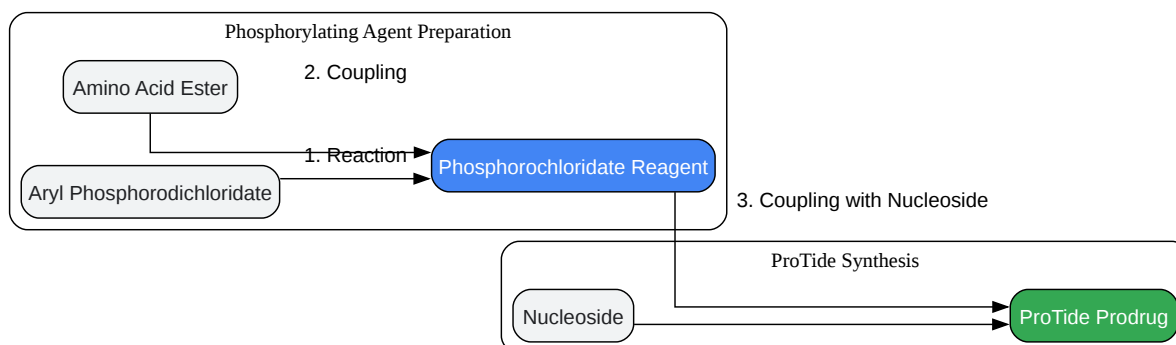 Phosphorylating Agent Preparation
2. Coupling
Amino Acid Ester
1. Reaction
Phosphorochloridate Reagent
Aryl Phosphorodichloridate
3. Coupling with Nucleoside
ProTide Synthesis
Nucleoside
ProTide Prodrug